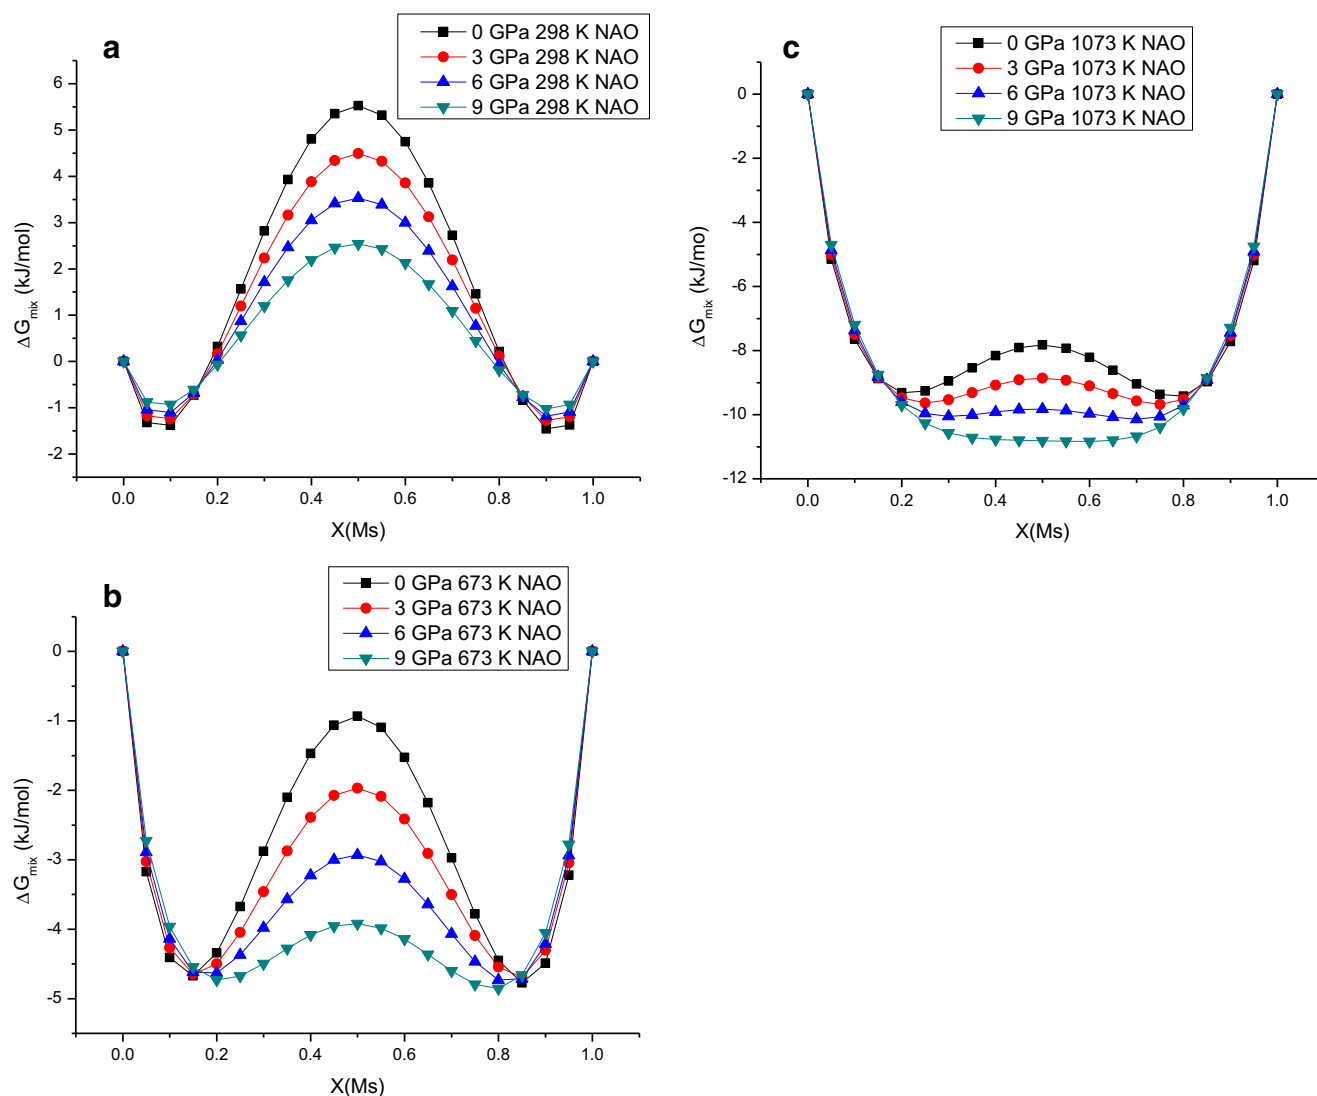 a
0 GPa 298 K NAO
3 GPa 298 K NAO
6 GPa 298 K NAO
9 GPa 298 K NAO
6
5
4
3
2
1
0
-1
-2
ΔGmix (kJ/mol)
0.0 0.2 0.4 0.6 0.8 1.0
X(Ms)
c
0 GPa 1073 K NAO
3 GPa 1073 K NAO
6 GPa 1073 K NAO
9 GPa 1073 K NAO
0
-2
-4
-6
-8
-10
-12
ΔGmix (kJ/mo)
0.0 0.2 0.4 0.6 0.8 1.0
X(Ms)
b
0 GPa 673 K NAO
3 GPa 673 K NAO
6 GPa 673 K NAO
9 GPa 673 K NAO
0
-1
-2
-3
-4
-5
ΔGmix (kJ/mol)
0.0 0.2 0.4 0.6 0.8 1.0
X(Ms)